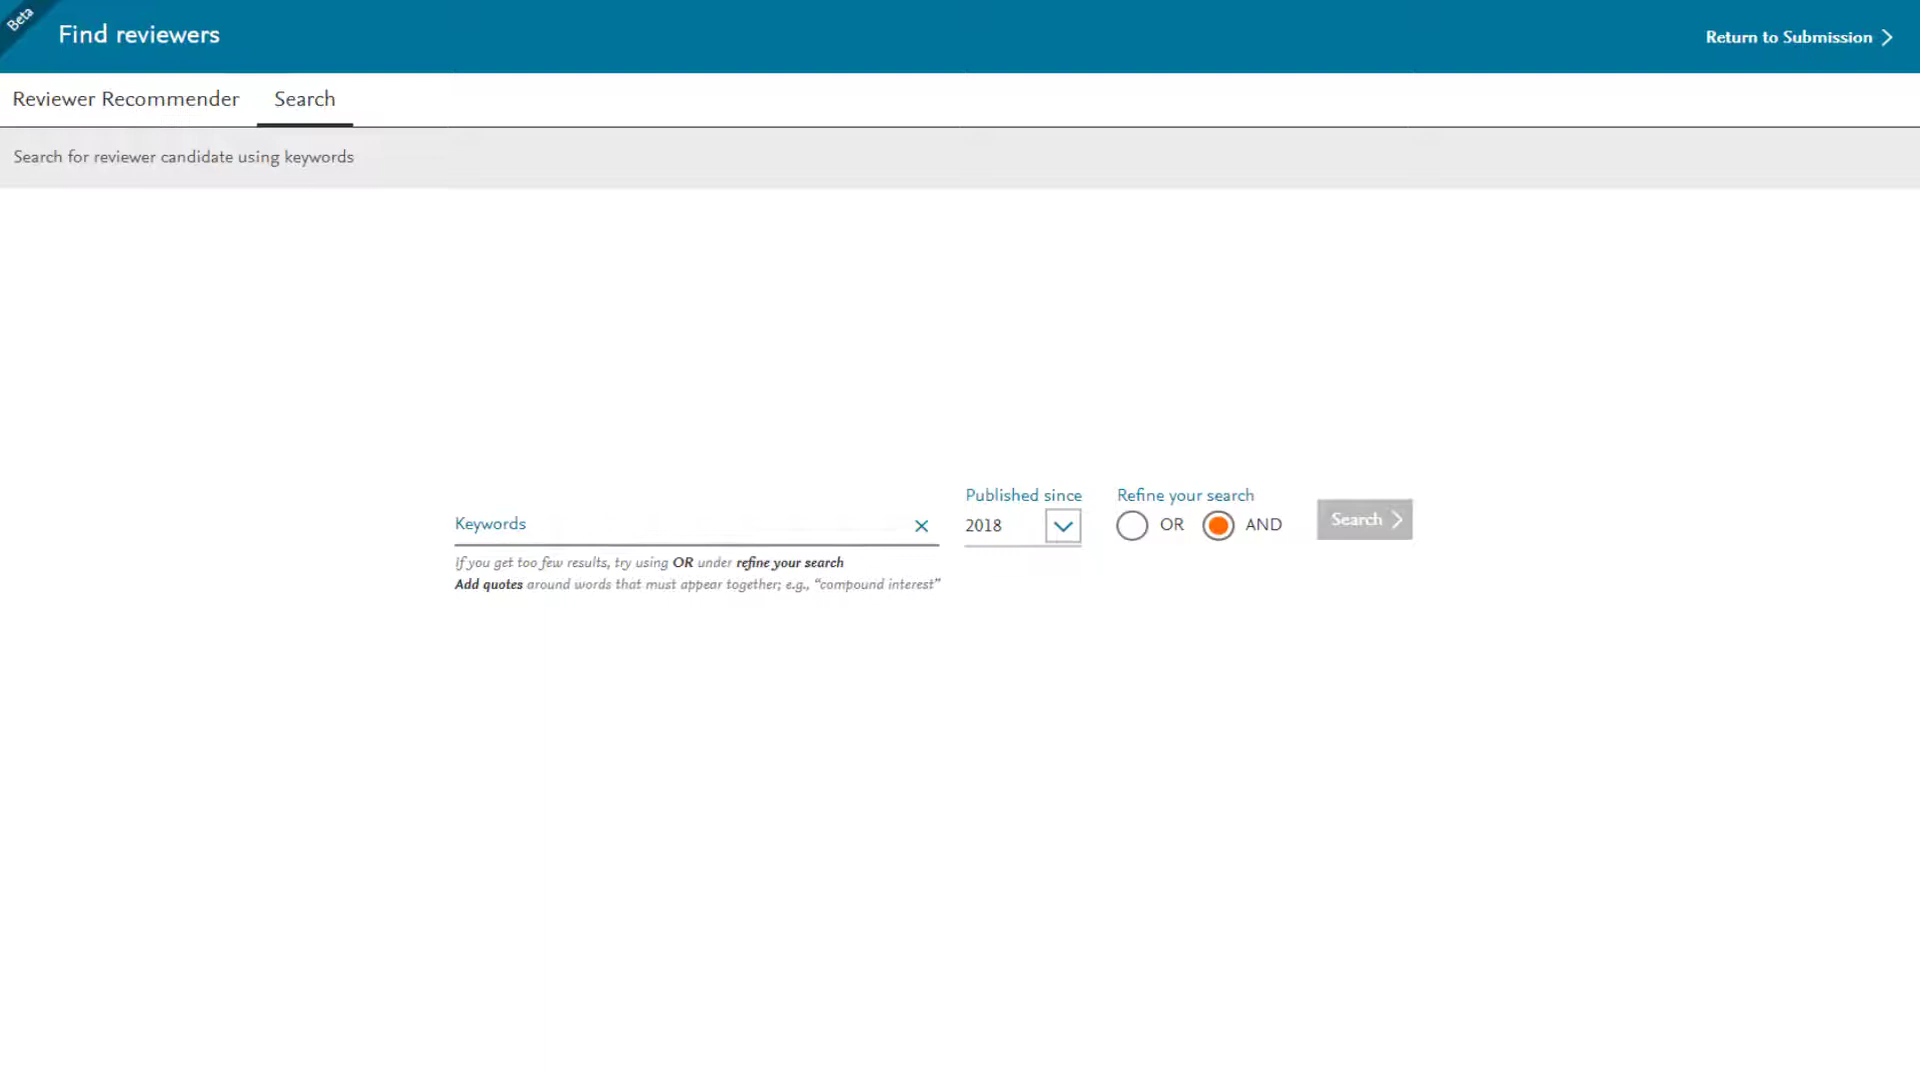 Beta
Find reviewers
Return to Submission
Reviewer Recommender Search
Search for reviewer candidate using keywords
Published since Refine your search
Keywords 2018 OR AND Search
If you get too few results, try using OR under refine your search
Add quotes around words that must appear together; e.g., “compound interest”